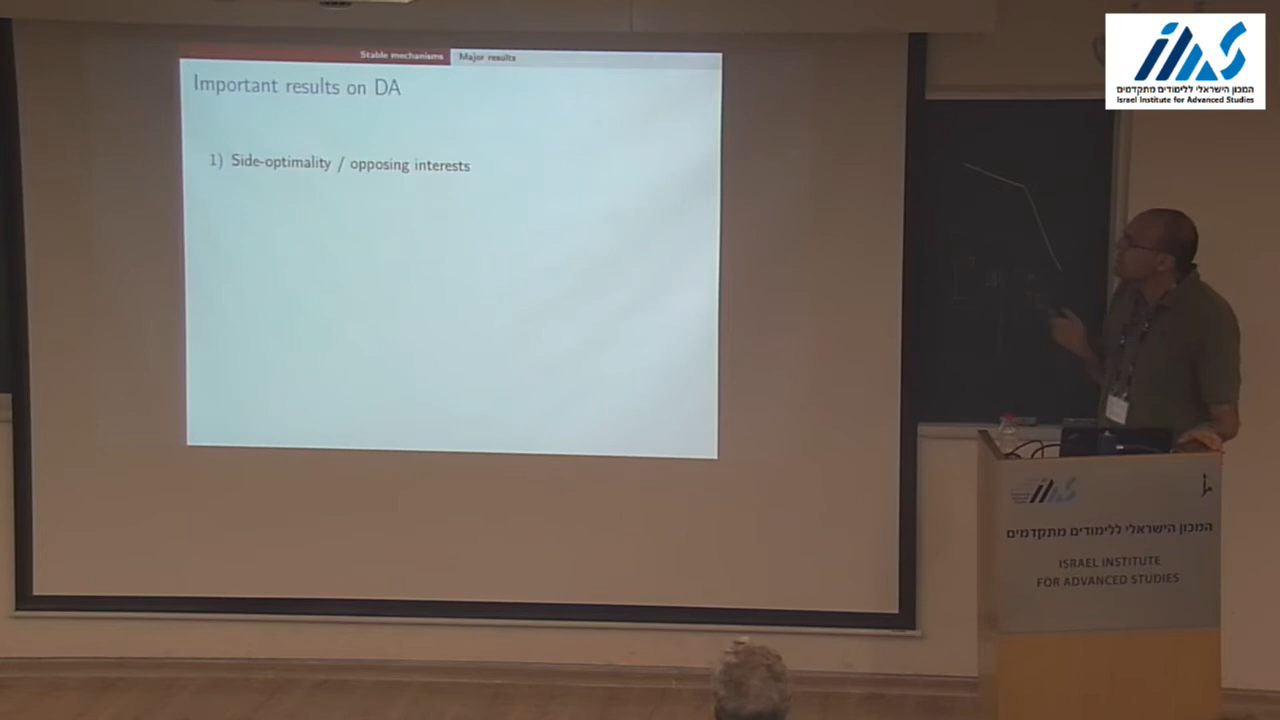 Stable mechanisms Major results
Important results on DA
1) Side-optimality / opposing interests
המכון הישראלי ללימודים מתקדמים
Israel Institute for Advanced Studies
המכון הישראלי ללימודים מתקדמים
ISRAEL INSTITUTE
FOR ADVANCED STUDIES